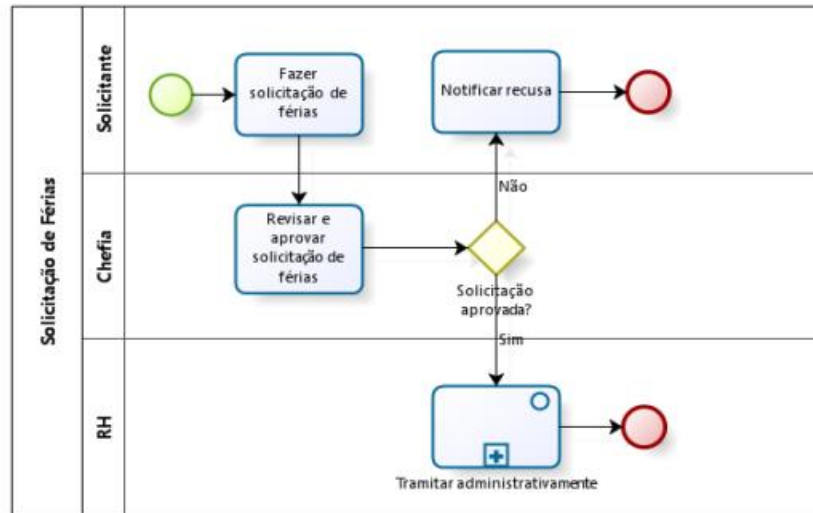 Solicitação de Férias
Solicitante
Fazer
solicitação de
férias
Notificar recusa
Não
Chefia
Revisar e
aprovar
solicitação de
férias
Solicitação
aprovada?
Sim
RH
Tramitar administrativamente